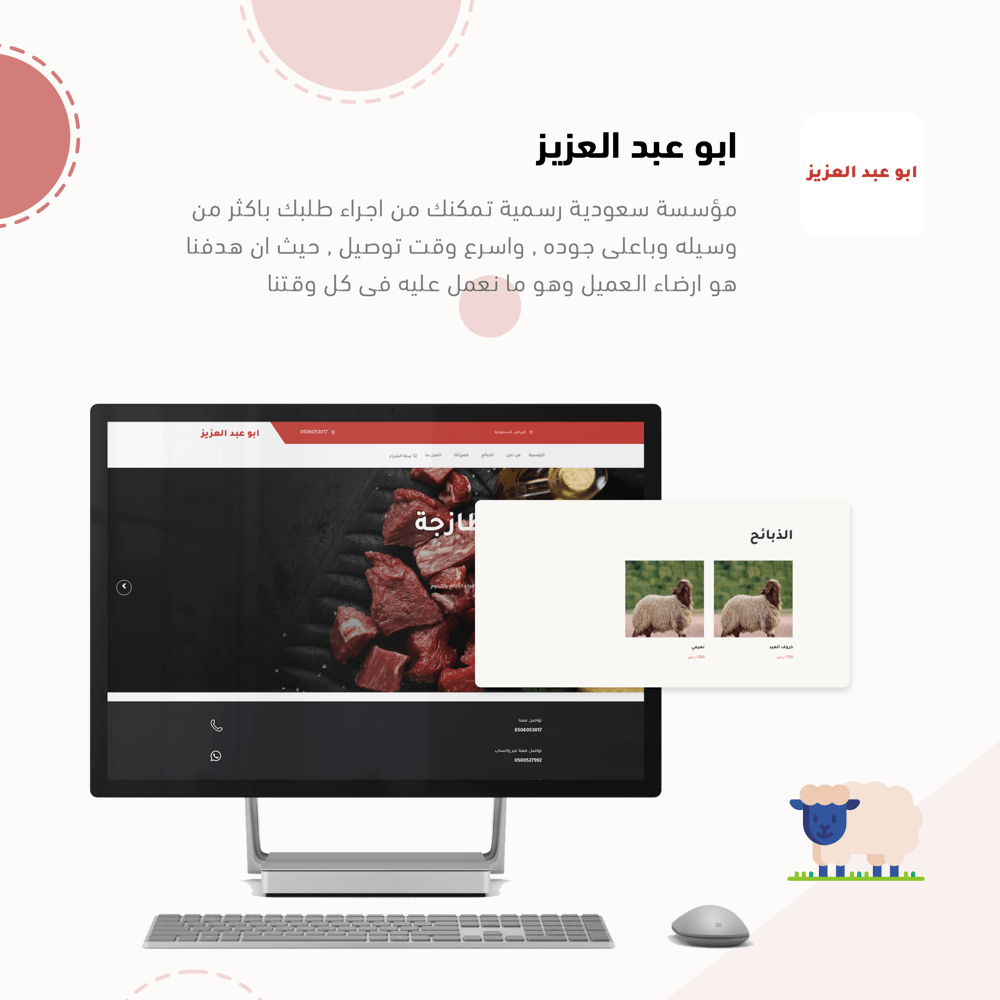 ابو عبد العزيز
ابو عبد العزيز
مؤسسة سعودية رسمية تمكنك من اجراء طلبك باكثر من
وسيله وباعلى جوده , واسرع وقت توصيل , حيث ان هدفنا
هو ارضاء العميل وهو ما نعمل عليه فى كل وقتنا
الرياض السعودية
0506053017
ابو عبد العزيز
الرئيسية من نحن الذبائح مميزاتنا اتصل بنا سلة الشراء
طازجة
الذبائح
خروف العيد
نعيمي
تواصل معنا
0506053017
تواصل معنا عبر واتساب
0500527992